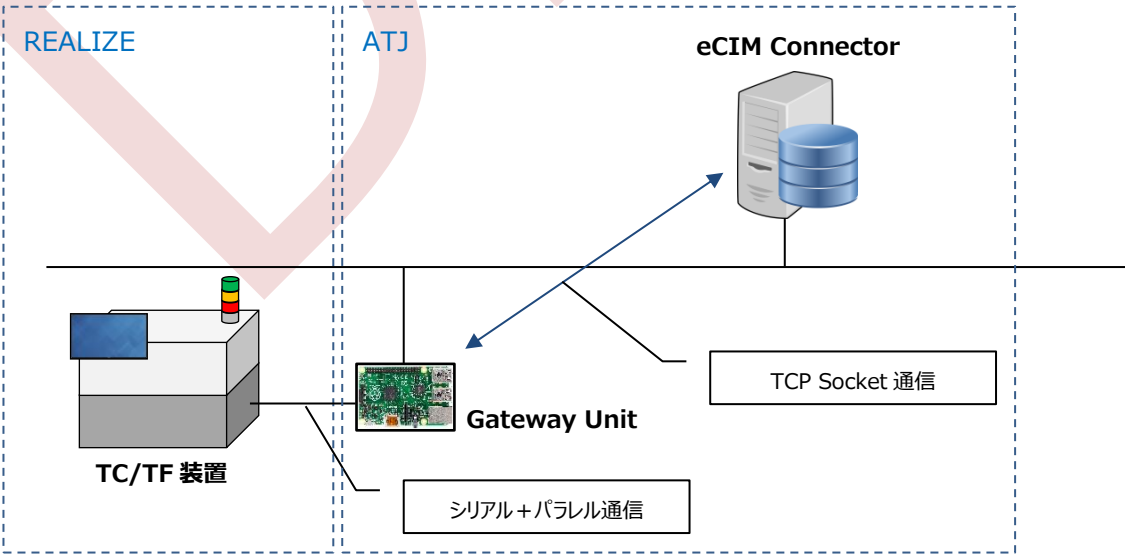 REALIZE
ATJ
eCIM Connector
TCP Socket 通信
Gateway Unit
TC/TF 装置
シリアル＋パラレル通信